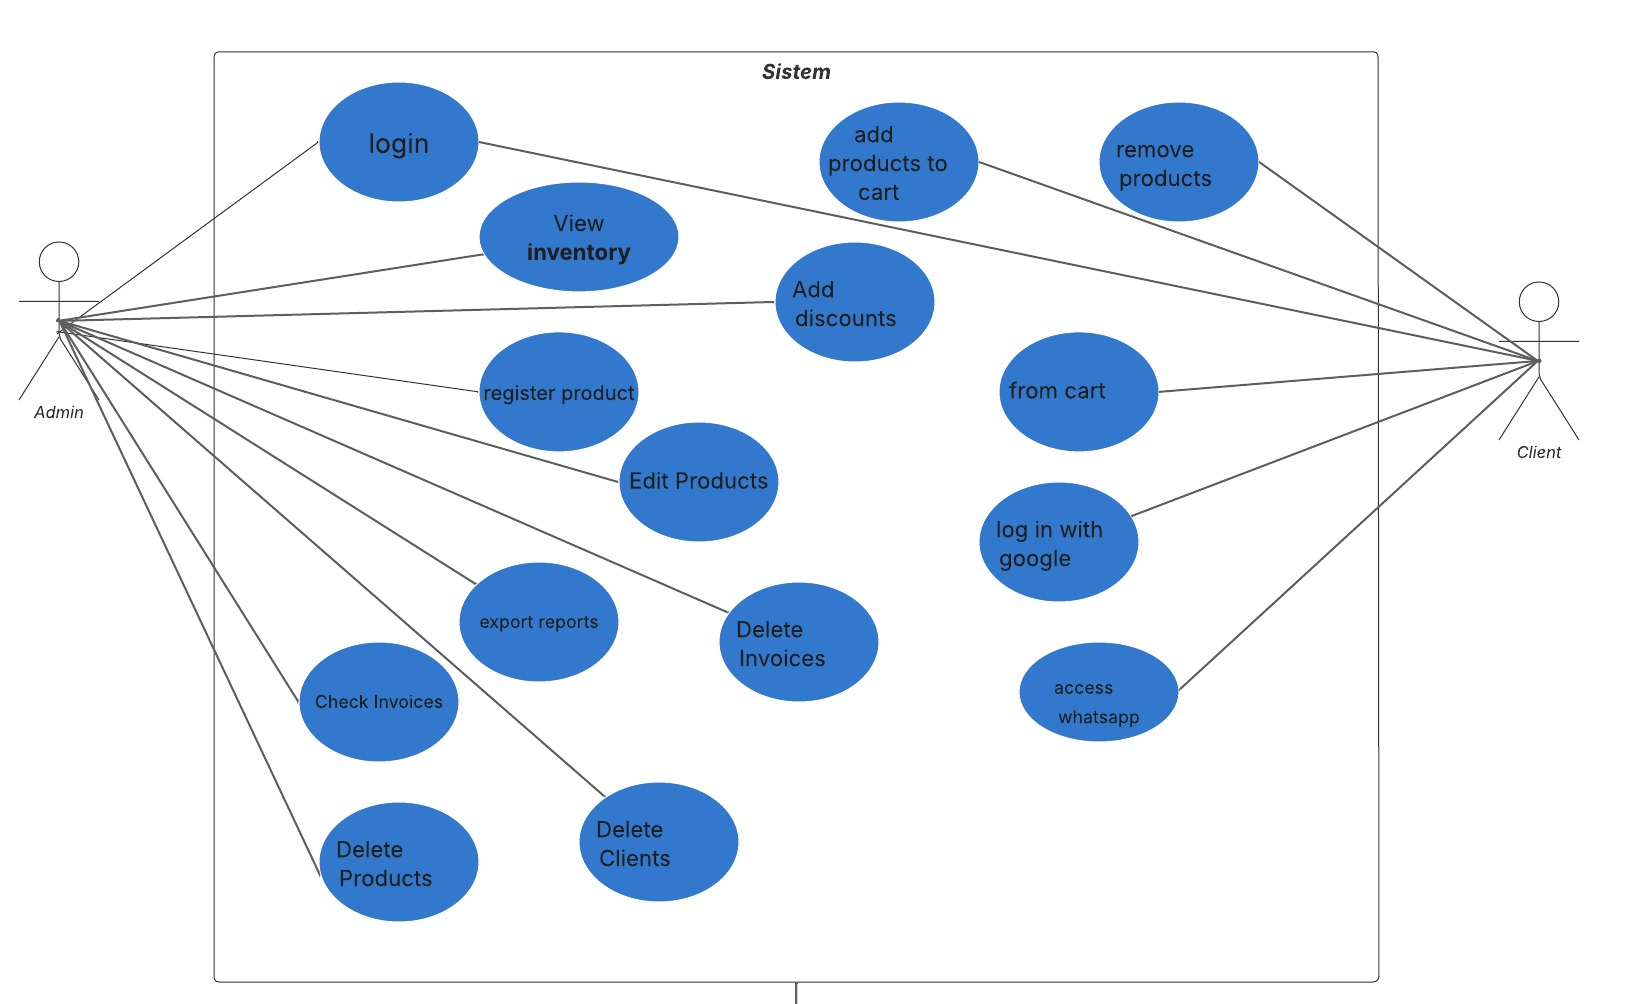 Sistem
login
add
products to
cart
remove
products
View
inventory
Add
discounts
register product
from cart
Admin
Client
Edit Products
log in with
google
export reports
Delete
Invoices
Check Invoices
access
whatsapp
Delete
Clients
Delete
Products